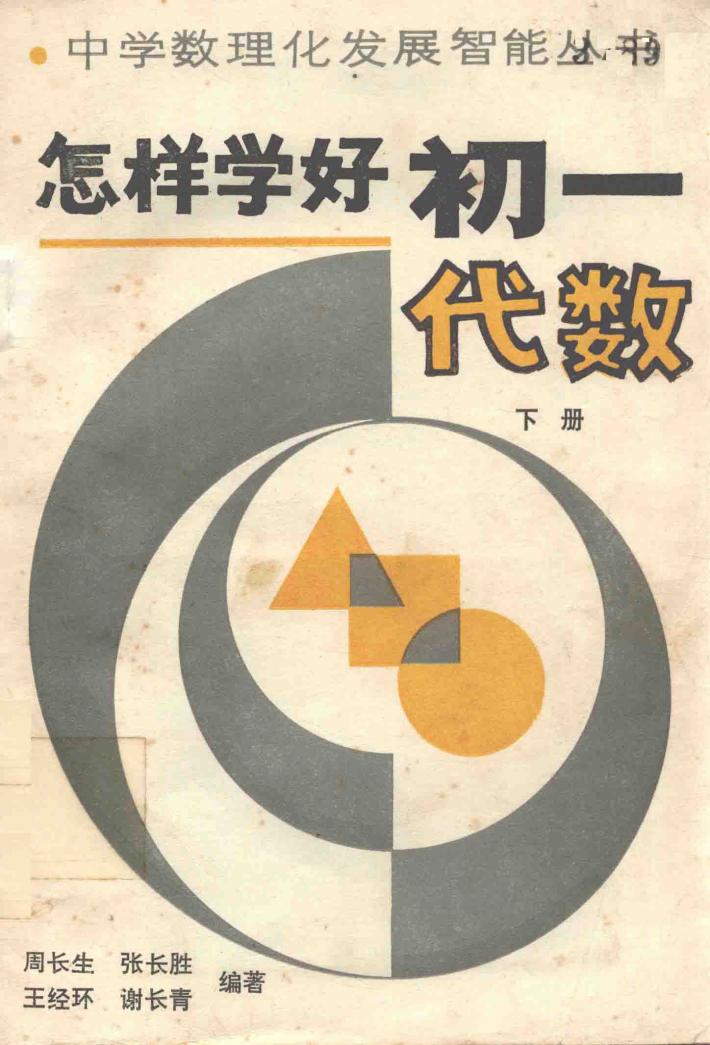 中学数理化发展智能丛书
怎样学好初一
代数
下册
周长生 张长胜
王经环 谢长青 编著